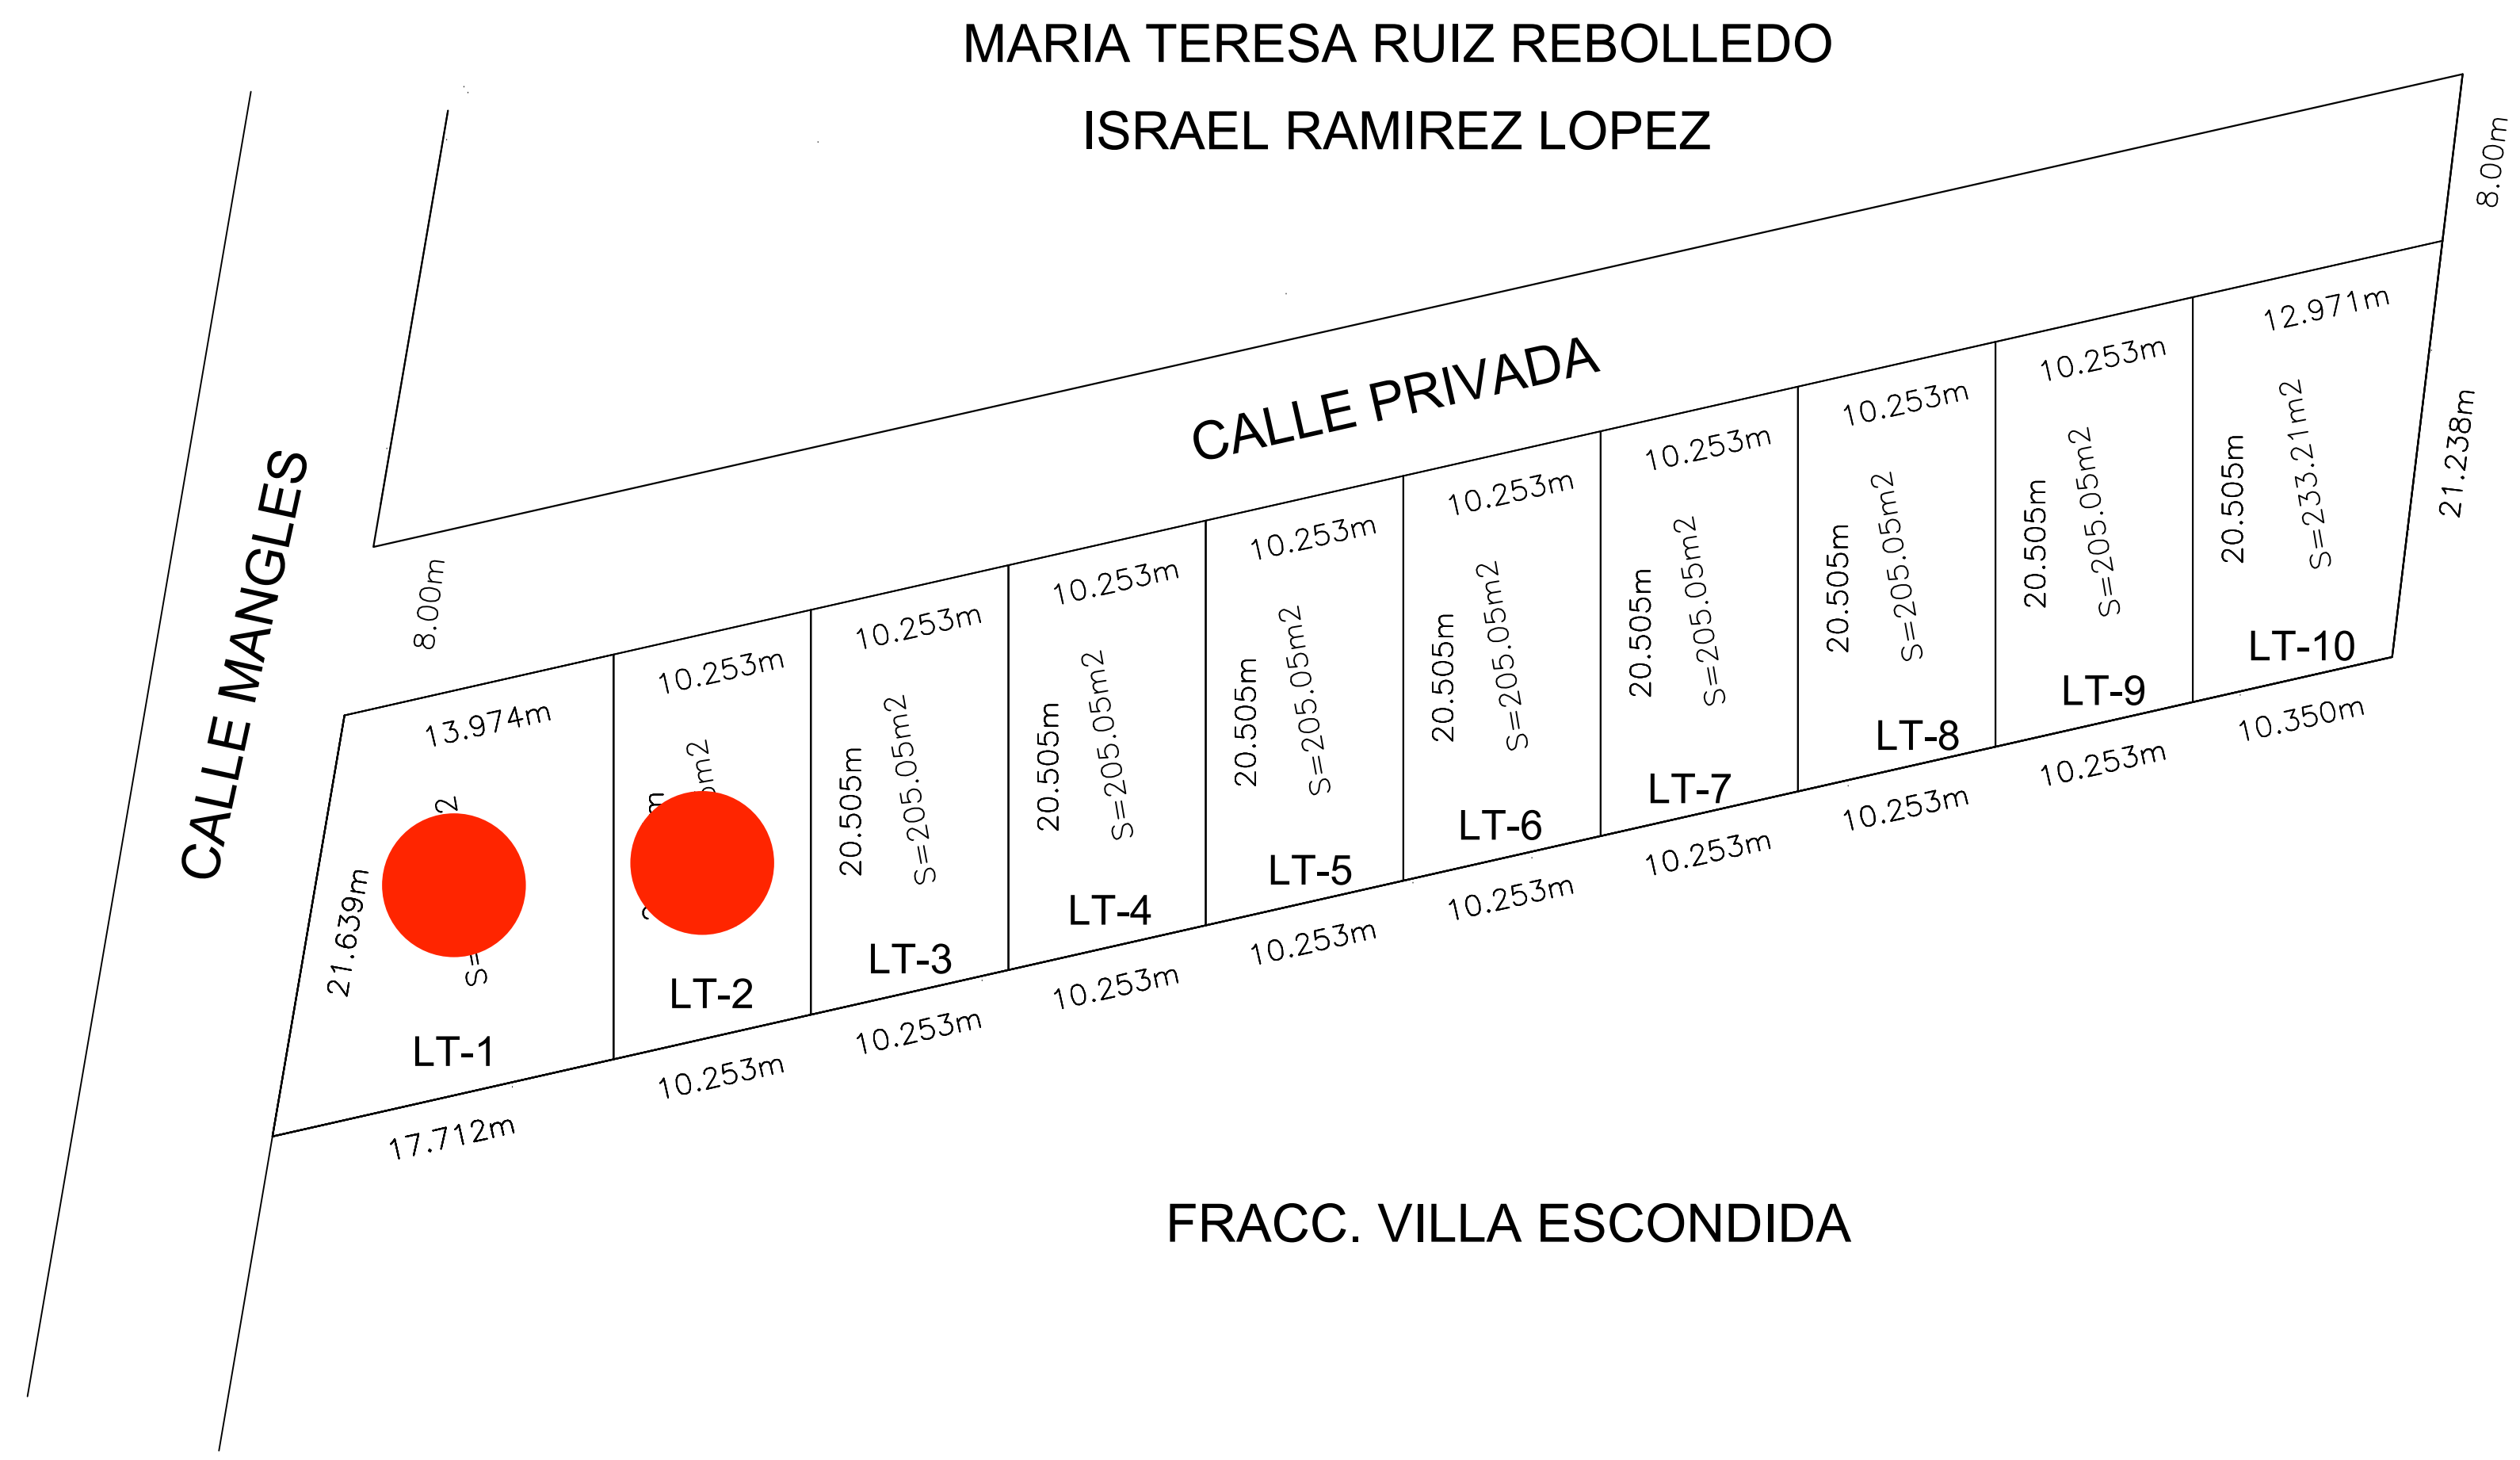 MARIA TERESA RUIZ REBOLLEDO
ISRAEL RAMIREZ LOPEZ
8.00m
CALLE PRIVADA
CALLE MANGLES
8.00m
13.974m
21.639m
LT-1
17.712m
10.253m
LT-2
10.253m
10.253m
20.505m
S=205.05m2
LT-3
10.253m
10.253m
20.505m
S=205.05m2
LT-4
10.253m
10.253m
20.505m
S=205.05m2
LT-5
10.253m
10.253m
20.505m
S=205.05m2
LT-6
10.253m
10.253m
20.505m
S=205.05m2
LT-7
10.253m
10.253m
20.505m
S=205.05m2
LT-8
10.253m
10.253m
20.505m
S=205.05m2
LT-9
10.253m
12.971m
20.505m
S=233.21m2
21.238m
LT-10
10.350m
FRACC. VILLA ESCONDIDA